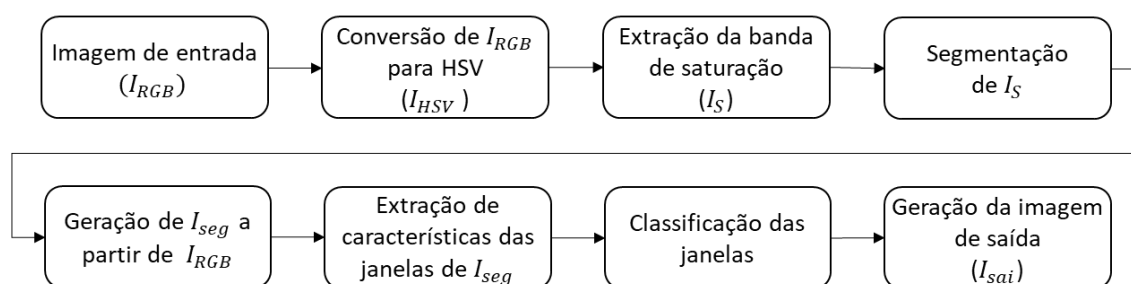 Imagem de entrada
(I_RGB)
Conversão de I_RGB
para HSV
(I_HSV )
Extração da banda
de saturação
(I_S)
Segmentação
de I_S
Geração de I_seg a
partir de I_RGB
Extração de
características das
janelas de I_seg
Classificação das
janelas
Geração da imagem
de saída
(I_sai)